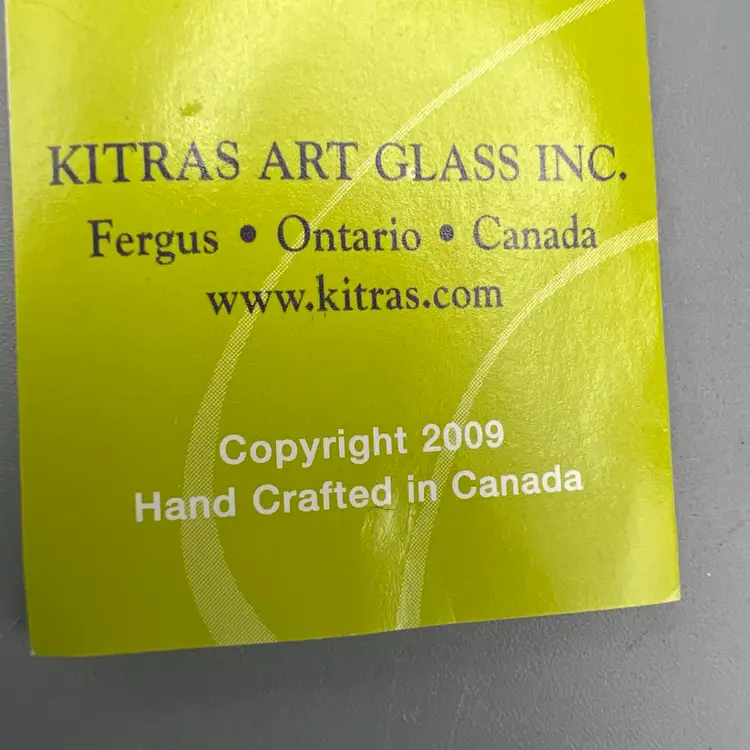 KITRAS ART GLASS INC.
Fergus • Ontario • Canada
www.kitras.com
Copyright 2009
Hand Crafted in Canada